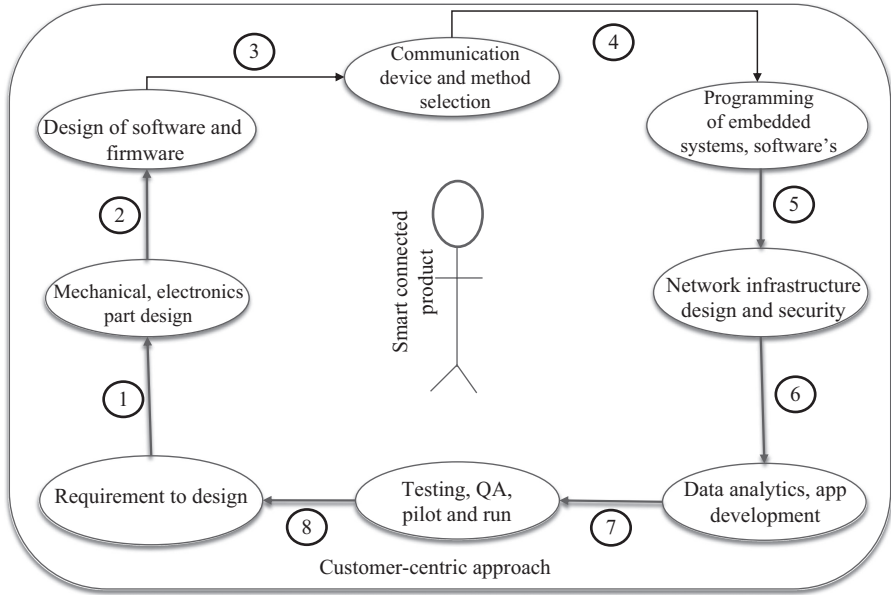 3
Communication
device and method
selection
4
Design of software and
firmware
Programming
of embedded
systems, software's
2
5
Smart connected
product
Mechanical, electronics
part design
Network infrastructure
design and security
1
6
Requirement to design
Testing, QA,
pilot and run
Data analytics, app
development
8
7
Customer-centric approach